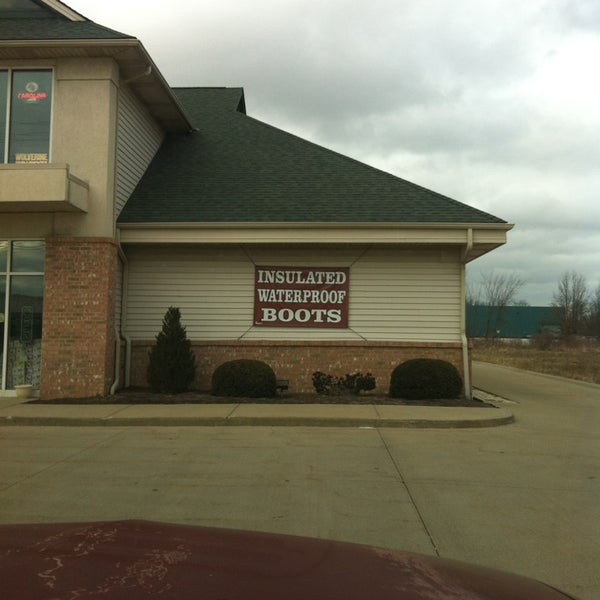 CAROLINA
WOLVERINE
INSULATED
WATERPROOF
BOOTS